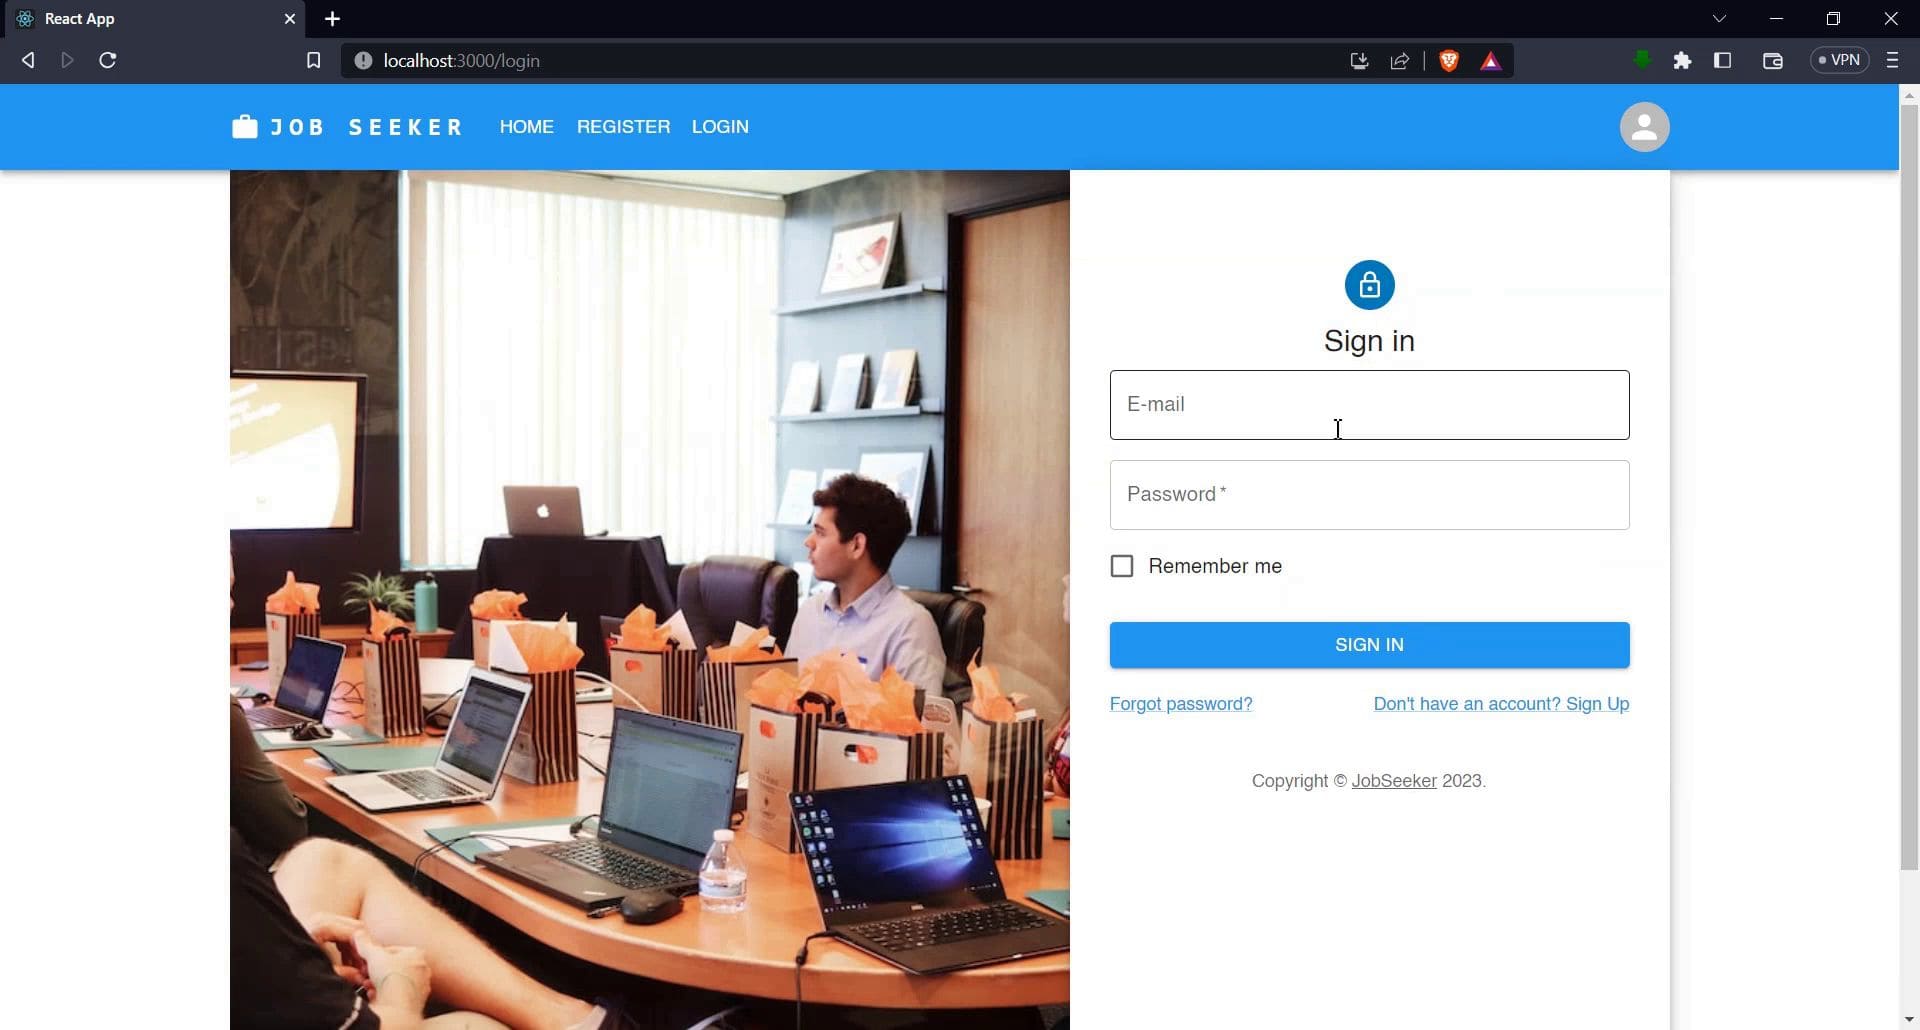 React App
localhost:3000/login
VPN
JOB SEEKER HOME REGISTER LOGIN
Sign in
E-mail
Password *
Remember me
SIGN IN
Forgot password? Don't have an account? Sign Up
Copyright © JobSeeker 2023.